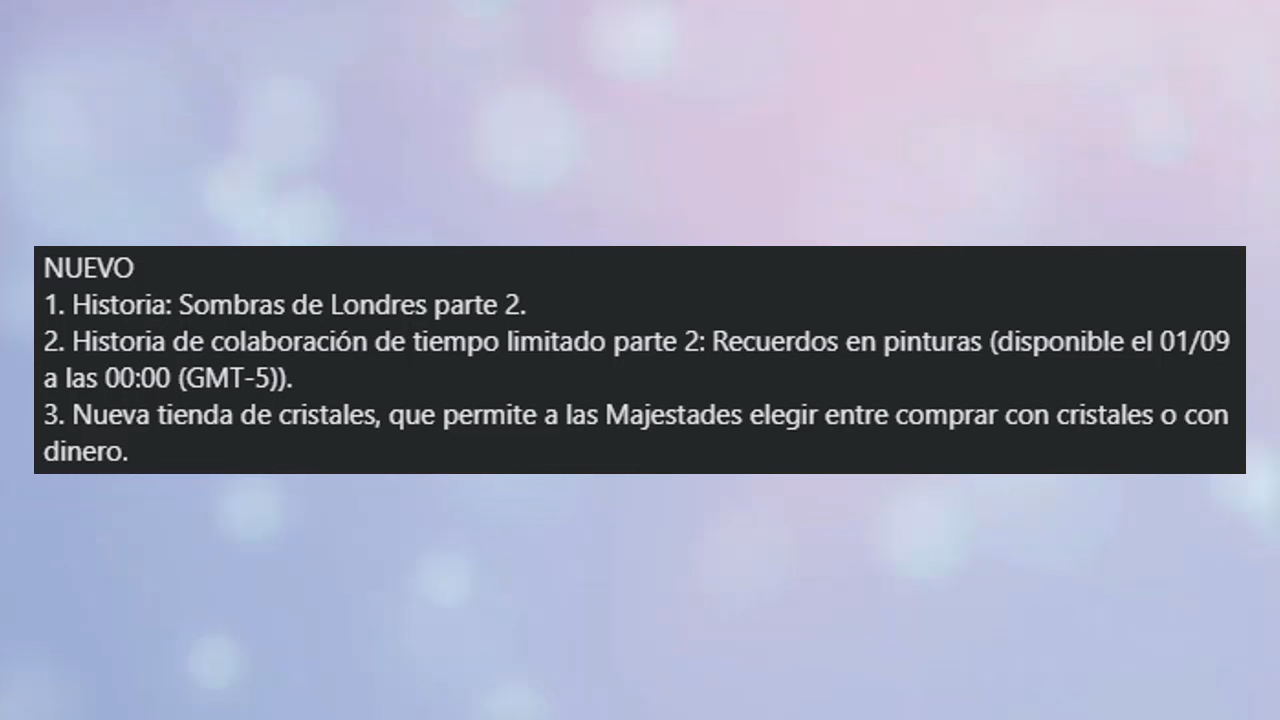 NUEVO
1. Historia: Sombras de Londres parte 2.
2. Historia de colaboración de tiempo limitado parte 2: Recuerdos en pinturas (disponible el 01/09
a las 00:00 (GMT-5)).
3. Nueva tienda de cristales, que permite a las Majestades elegir entre comprar con cristales o con
dinero.